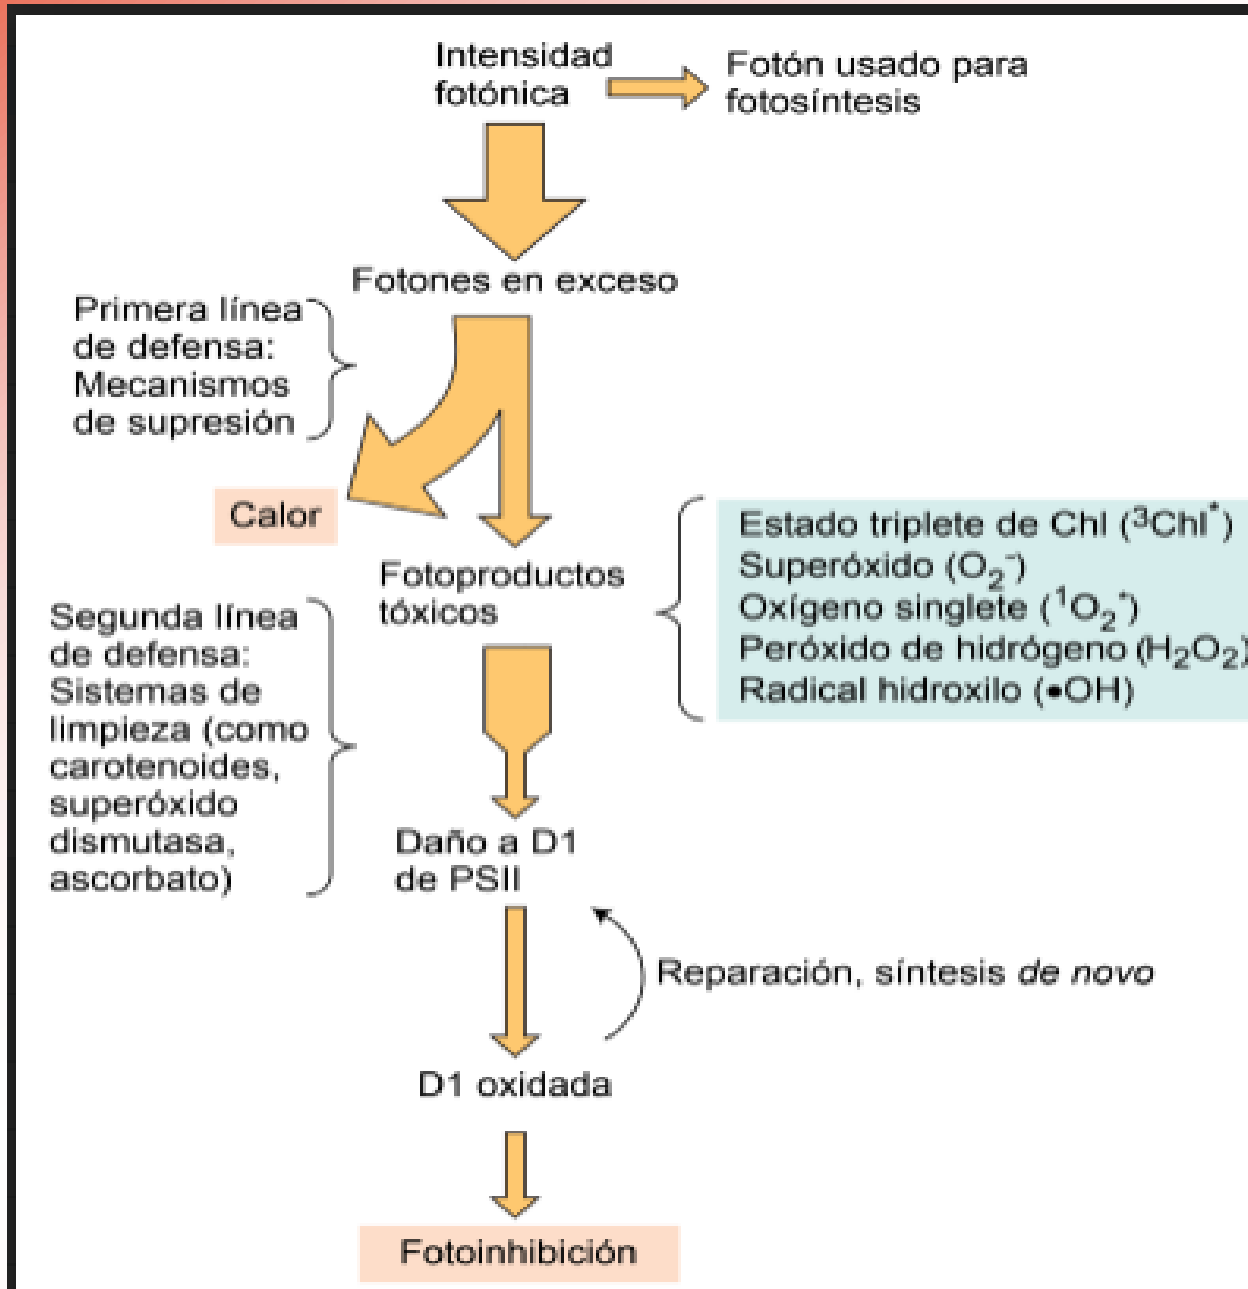 Intensidad
fotónica
Fotón usado para
fotosíntesis
Fotones en exceso
Primera línea
de defensa:
Mecanismos
de supresión
Calor
Fotoproductos
tóxicos
Estado triplete de Chl (³Chl*)
Superóxido (O₂⁻)
Oxígeno singlete (¹O₂*)
Peróxido de hidrógeno (H₂O₂)
Radical hidroxilo (•OH)
Segunda línea
de defensa:
Sistemas de
limpieza (como
carotenoides,
superóxido
dismutasa,
ascorbato)
Daño a D1
de PSII
Reparación, síntesis de novo
D1 oxidada
Fotoinhibición